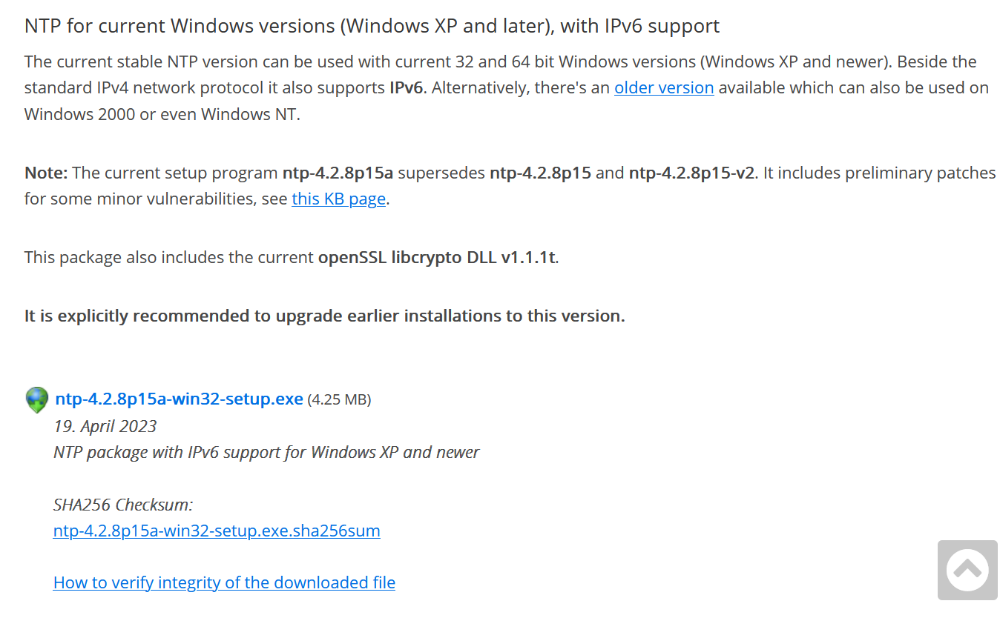 NTP for current Windows versions (Windows XP and later), with IPv6 support
The current stable NTP version can be used with current 32 and 64 bit Windows versions (Windows XP and newer). Beside the
standard IPv4 network protocol it also supports IPv6. Alternatively, there's an older version available which can also be used on
Windows 2000 or even Windows NT.
Note: The current setup program ntp-4.2.8p15a supersedes ntp-4.2.8p15 and ntp-4.2.8p15-v2. It includes preliminary patches
for some minor vulnerabilities, see this KB page.
This package also includes the current openSSL libcrypto DLL v1.1.1t.
It is explicitly recommended to upgrade earlier installations to this version.
ntp-4.2.8p15a-win32-setup.exe (4.25 MB)
19. April 2023
NTP package with IPv6 support for Windows XP and newer
SHA256 Checksum:
ntp-4.2.8p15a-win32-setup.exe.sha256sum
How to verify integrity of the downloaded file